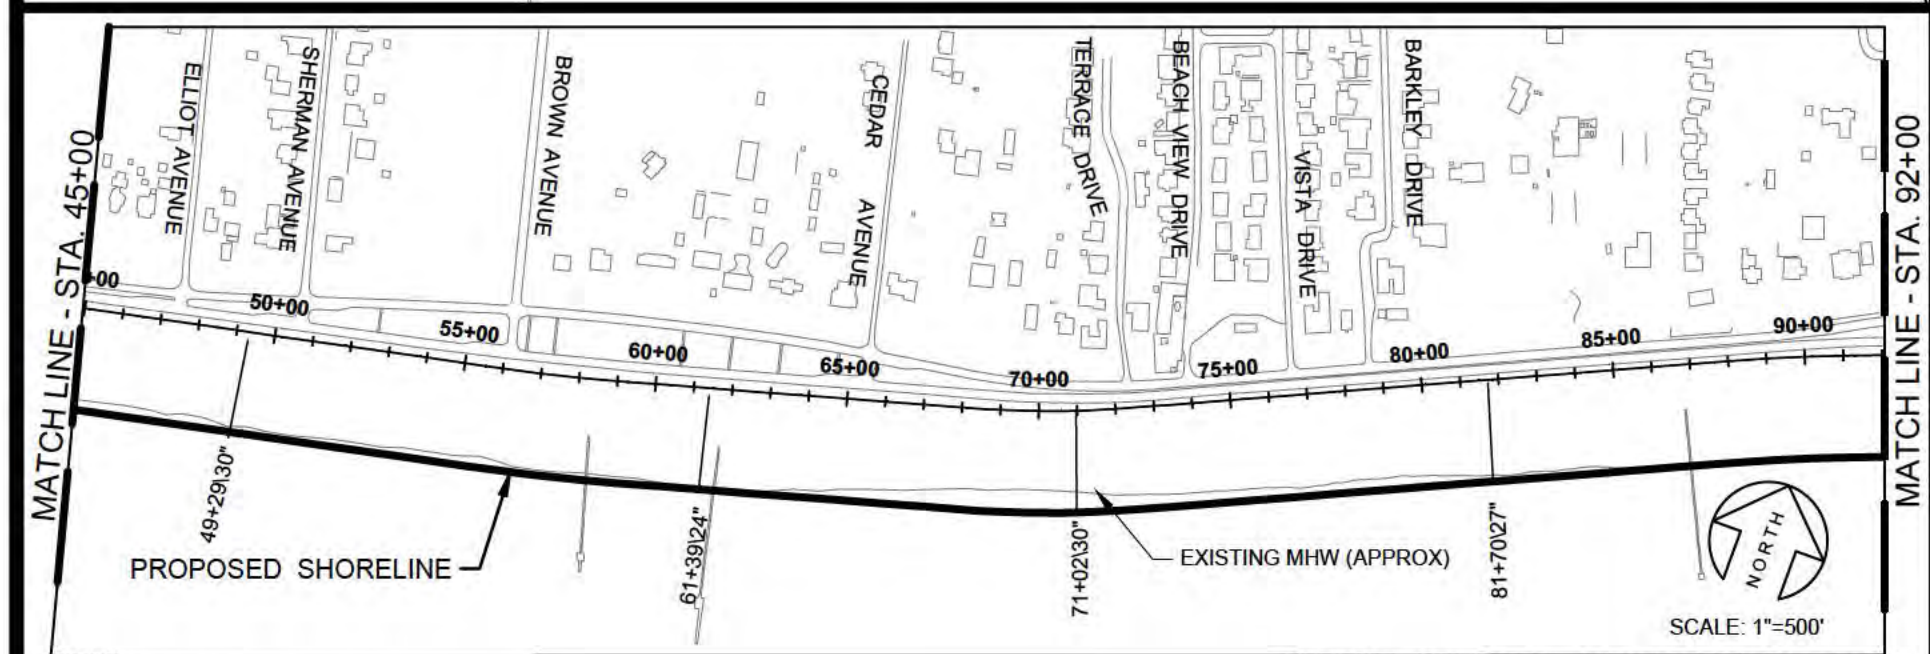 MATCH LINE - STA. 45+00
ELLIOT AVENUE
SHERMAN AVENUE
BROWN AVENUE
CEDAR AVENUE
TERRACE DRIVE
BEACH VIEW DRIVE
VISTA DRIVE
BARKLEY DRIVE
+00
50+00
55+00
60+00
65+00
70+00
75+00
80+00
85+00
90+00
49+29\30"
61+39\24"
71+02\30"
81+70\27"
PROPOSED SHORELINE
EXISTING MHW (APPROX)
NORTH
SCALE: 1"=500'
MATCH LINE - STA. 92+00